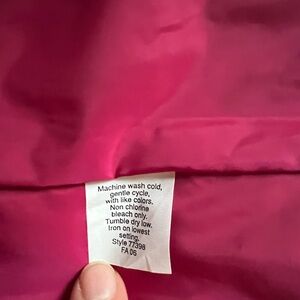 Machine wash cold,
gentle cycle,
with like colors.
Non chlorine
bleach only.
Tumble dry low.
Iron on lowest
setting.
Style 77398
FA 06